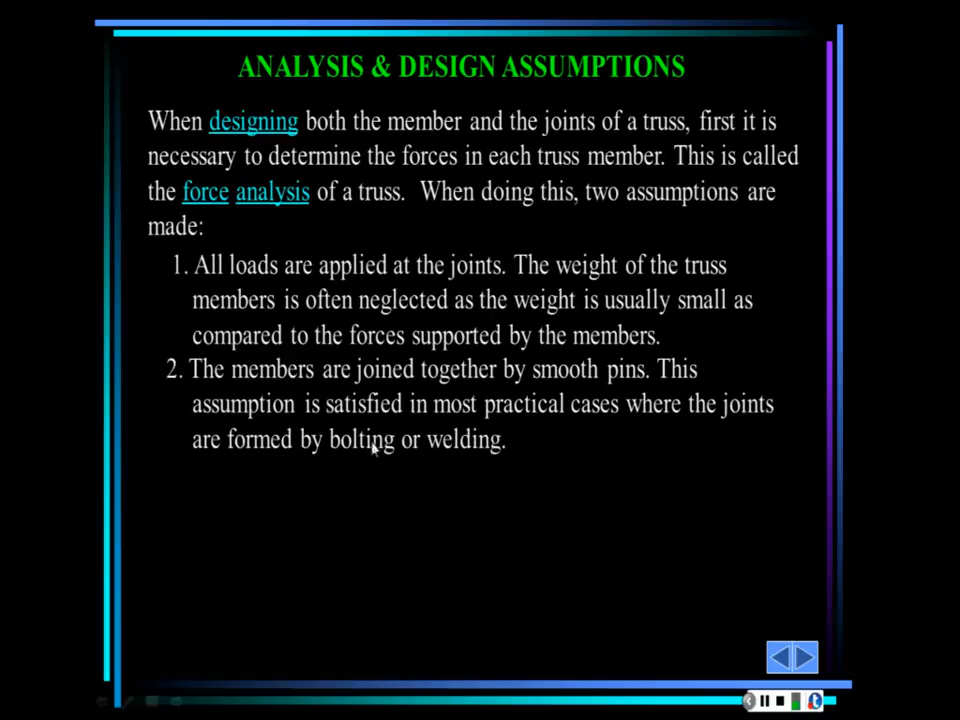 ANALYSIS & DESIGN ASSUMPTIONS
When designing both the member and the joints of a truss, first it is
necessary to determine the forces in each truss member. This is called
the force analysis of a truss. When doing this, two assumptions are
made:
1. All loads are applied at the joints. The weight of the truss
members is often neglected as the weight is usually small as
compared to the forces supported by the members.
2. The members are joined together by smooth pins. This
assumption is satisfied in most practical cases where the joints
are formed by bolting or welding.